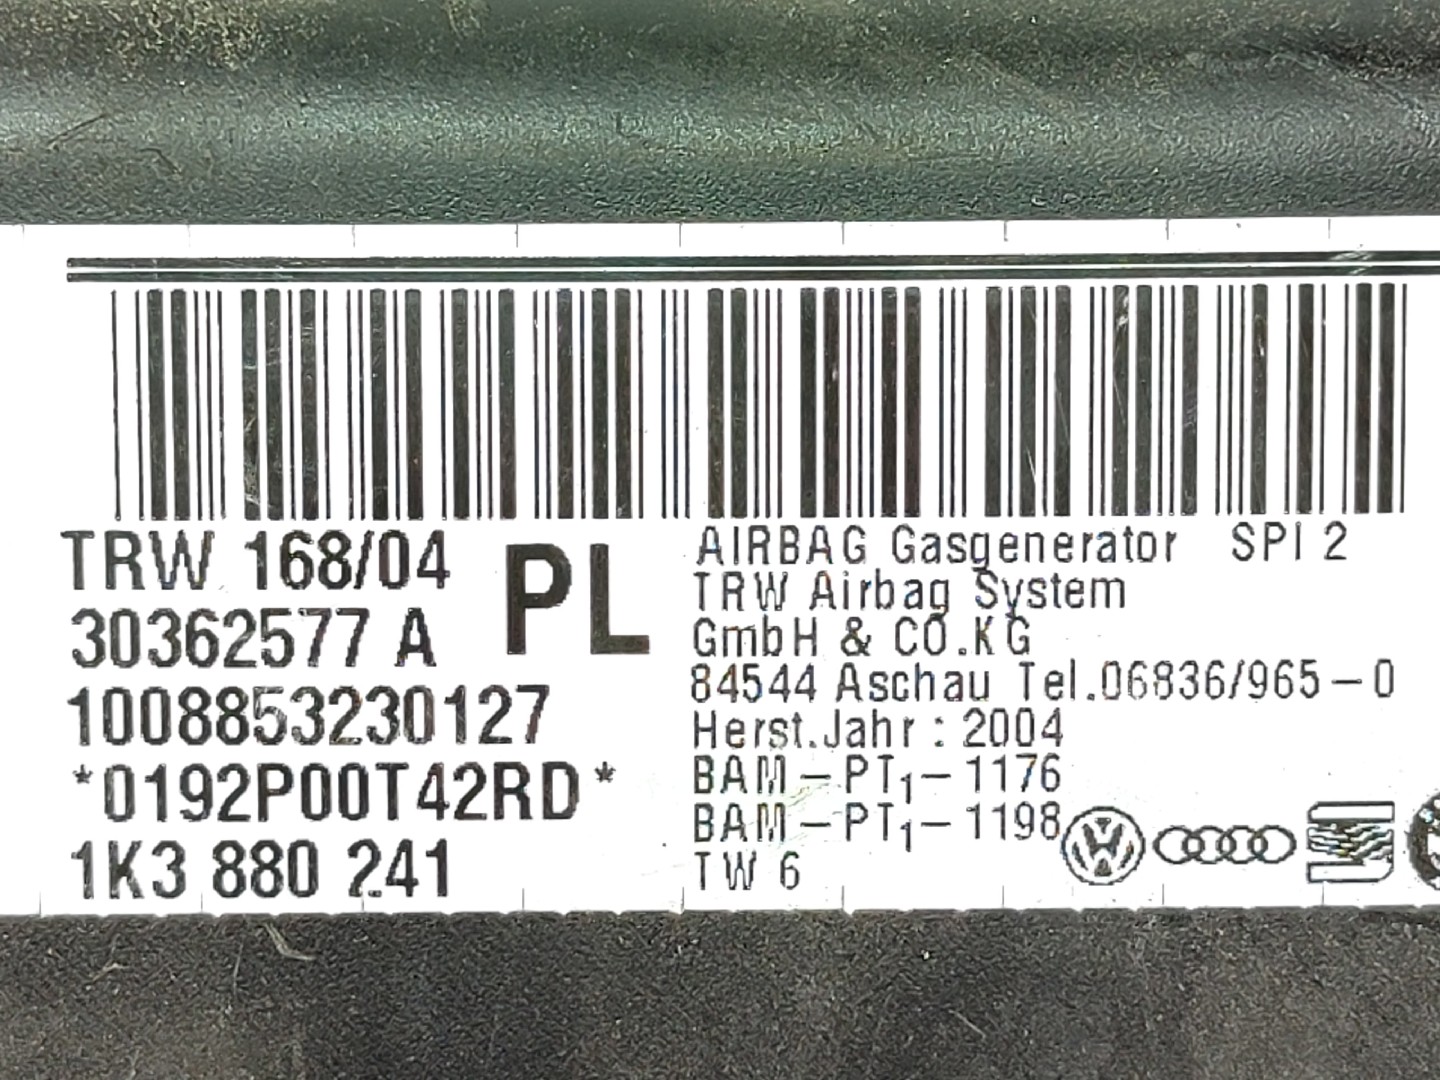 TRW 168/04
30362577 A
PL
1008853230127
*0192P00T42RD*
1K3 880 241
AIRBAG Gasgenerator SPI 2
TRW Airbag System
GmbH & CO.KG
84544 Aschau Tel.06836/965-0
Herst.Jahr: 2004
BAM-PT1-1176
BAM-PT1-1198
TW 6